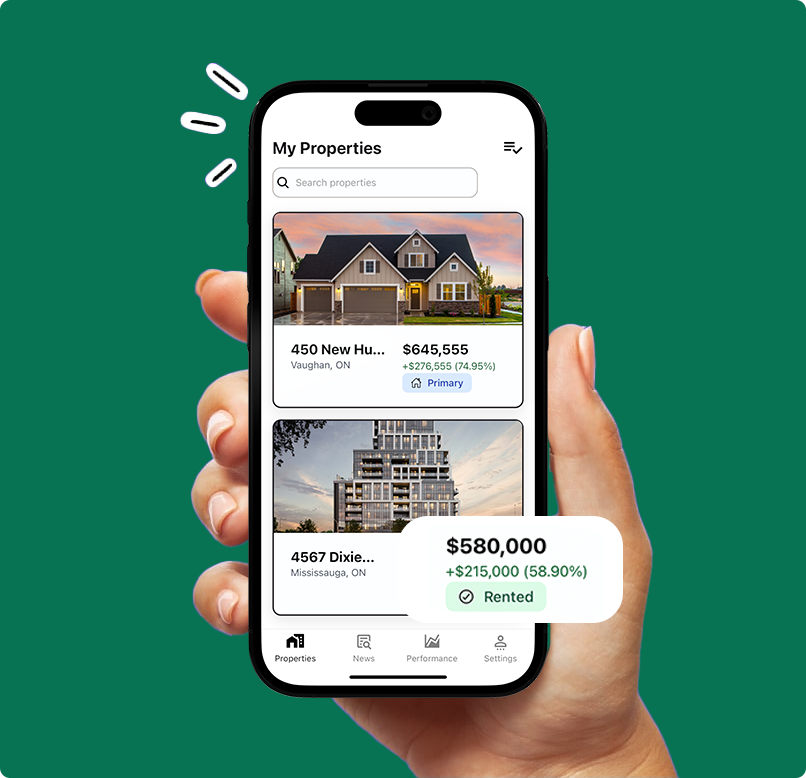 My Properties
Search properties
450 New Hu...
$645,555
Vaughan, ON
+$276,555 (74.95%)
Primary
4567 Dixie...
$580,000
Mississauga, ON
+$215,000 (58.90%)
Rented
Properties
News
Performance
Settings